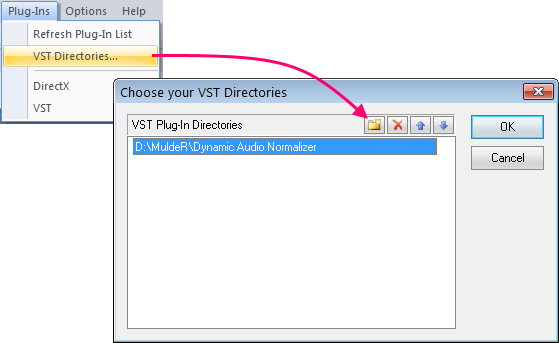 Plug-Ins Options Help
Refresh Plug-In List
VST Directories...
DirectX
VST
Choose your VST Directories
VST Plug-In Directories
D:\MuldeR\Dynamic Audio Normalizer
OK
Cancel